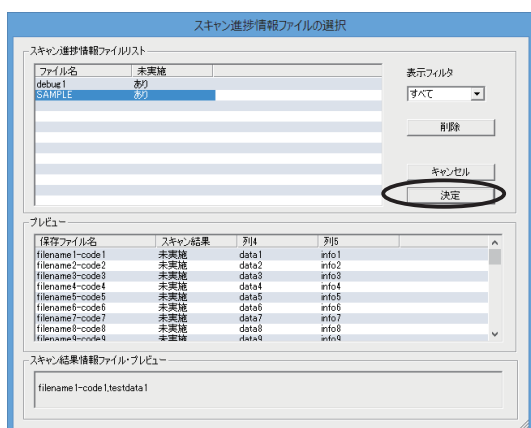 スキャン進捗情報ファイルの選択
スキャン進捗情報ファイルリスト
ファイル名 未実施
debug1 あり
SAMPLE あり
表示フィルタ
すべて
削除
キャンセル
決定
プレビュー
保存ファイル名 スキャン結果 列4 列5
filename1-code1 未実施 data1 info1
filename2-code2 未実施 data2 info2
filename3-code3 未実施 data3 info3
filename4-code4 未実施 data4 info4
filename5-code5 未実施 data5 info5
filename6-code6 未実施 data6 info6
filename7-code7 未実施 data7 info7
filename8-code8 未実施 data8 info8
filename9-code9 未実施 data9 info9
スキャン結果情報ファイル・プレビュー
filename1-code1,testdata1